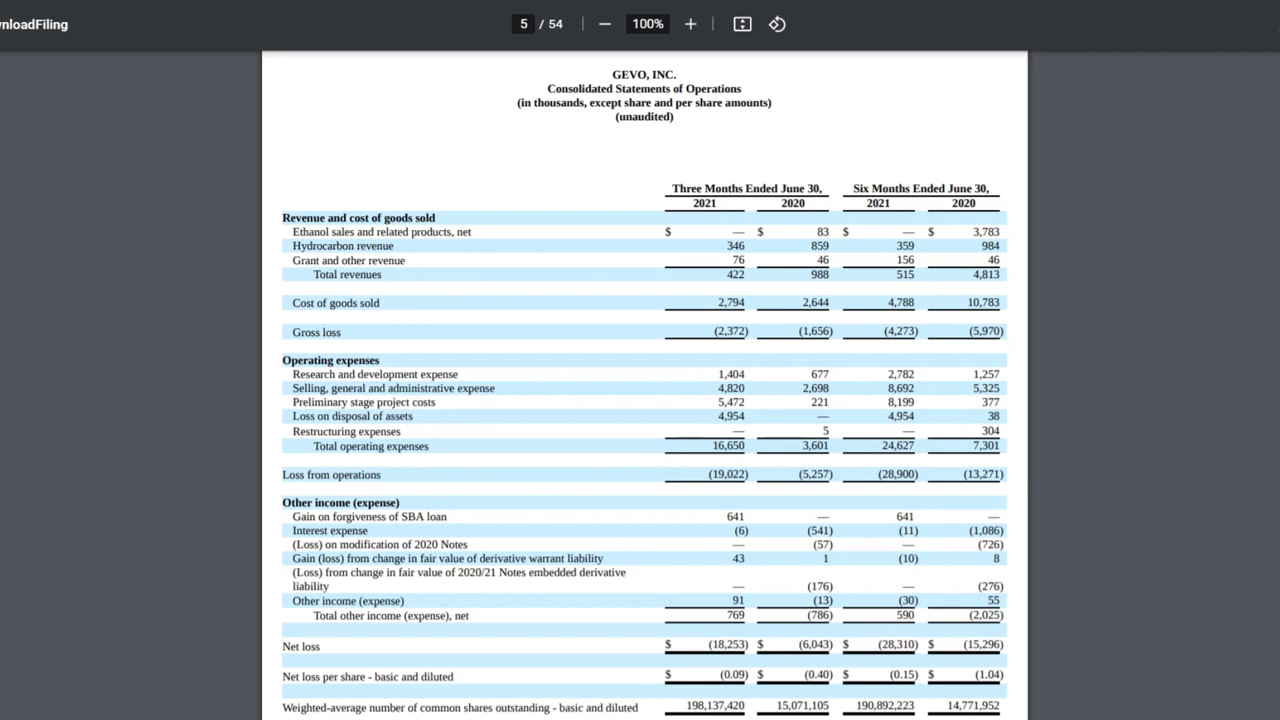 nloadFiling
5 / 54
100%
GEVO, INC.
Consolidated Statements of Operations
(in thousands, except share and per share amounts)
(unaudited)
Three Months Ended June 30, Six Months Ended June 30,
2021 2020 2021 2020
Revenue and cost of goods sold
Ethanol sales and related products, net $ — $ 83 $ — $ 3,783
Hydrocarbon revenue 346 859 359 984
Grant and other revenue 76 46 156 46
Total revenues 422 988 515 4,813
Cost of goods sold 2,794 2,644 4,788 10,783
Gross loss (2,372) (1,656) (4,273) (5,970)
Operating expenses
Research and development expense 1,404 677 2,782 1,257
Selling, general and administrative expense 4,820 2,698 8,692 5,325
Preliminary stage project costs 5,472 221 8,199 377
Loss on disposal of assets 4,954 — 4,954 38
Restructuring expenses — 5 — 304
Total operating expenses 16,650 3,601 24,627 7,301
Loss from operations (19,022) (5,257) (28,900) (13,271)
Other income (expense)
Gain on forgiveness of SBA loan 641 — 641 —
Interest expense (6) (541) (11) (1,086)
(Loss) on modification of 2020 Notes — (57) — (726)
Gain (loss) from change in fair value of derivative warrant liability 43 1 (10) 8
(Loss) from change in fair value of 2020/21 Notes embedded derivative
liability — (176) — (276)
Other income (expense) 91 (13) (30) 55
Total other income (expense), net 769 (786) 590 (2,025)
Net loss $ (18,253) $ (6,043) $ (28,310) $ (15,296)
Net loss per share - basic and diluted $ (0.09) $ (0.40) $ (0.15) $ (1.04)
Weighted-average number of common shares outstanding - basic and diluted 198,137,420 15,071,105 190,892,223 14,771,952